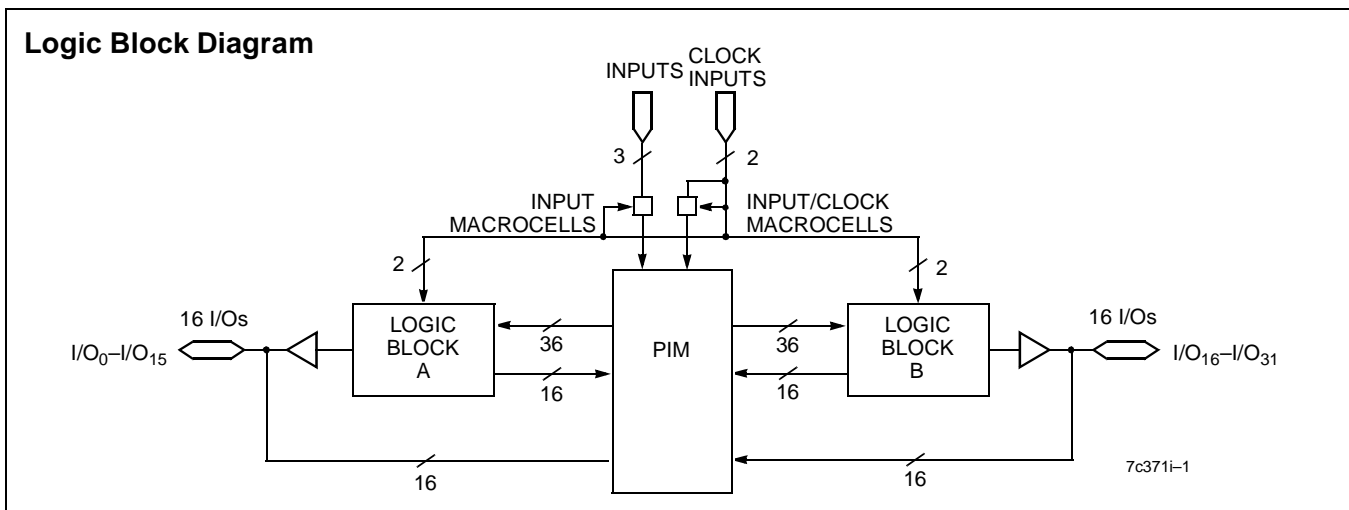 Logic Block Diagram
INPUTS
CLOCK
INPUTS
3
2
INPUT
MACROCELLS
INPUT/CLOCK
MACROCELLS
2
2
16 I/Os
I/O0–I/O15
LOGIC
BLOCK
A
36
16
PIM
36
16
LOGIC
BLOCK
B
16 I/Os
I/O16–I/O31
16
16
7c371i–1